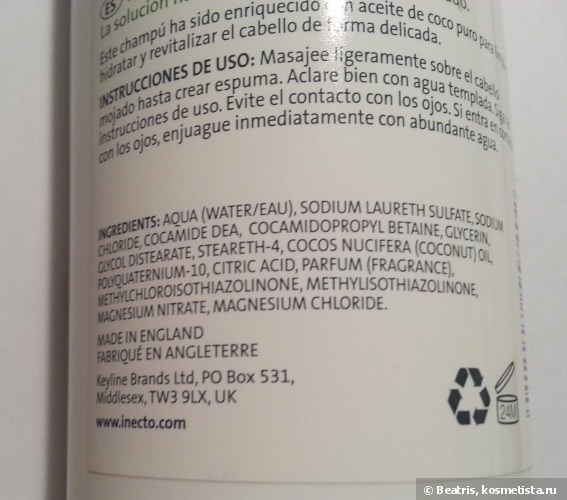 ES
La solución
Este champú ha sido enriquecido con aceite de coco puro para
hidratar y revitalizar el cabello de forma delicada.
INSTRUCCIONES DE USO: Masajee ligeramente sobre el cabello
mojado hasta crear espuma. Aclare bien con agua templada. Siga
instrucciones de uso. Evite el contacto con los ojos. Si entra en
con los ojos, enjuague inmediatamente con abundante agua.
INGREDIENTS: AQUA (WATER/EAU), SODIUM LAURETH SULFATE, SODIUM
CHLORIDE, COCAMIDE DEA, COCAMIDOPROPYL BETAINE, GLYCERIN,
GLYCOL DISTEARATE, STEARETH-4, COCOS NUCIFERA (COCONUT) OIL,
POLYQUATERNIUM-10, CITRIC ACID, PARFUM (FRAGRANCE),
METHYLCHLOROISOTHIAZOLINONE, METHYLISOTHIAZOLINONE,
MAGNESIUM NITRATE, MAGNESIUM CHLORIDE.
MADE IN ENGLAND
FABRIQUÉ EN ANGLETERRE
Keyline Brands Ltd, PO Box 531,
Middlesex, TW3 9LX, UK
www.inecto.com
24M
© Beatris, kosmetista.ru